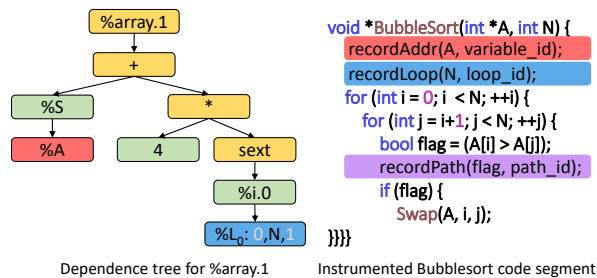 %array.1
+
%S
*
%A
4
sext
%i.0
%L0: 0,N,1
Dependence tree for %array.1
void *BubbleSort(int *A, int N) {
recordAddr(A, variable_id);
recordLoop(N, loop_id);
for (int i = 0; i < N; ++i) {
for (int j = i+1; j < N; ++j) {
bool flag = (A[i] > A[j]);
recordPath(flag, path_id);
if (flag) {
Swap(A, i, j);
}}}}
Instrumented Bubblesort code segment